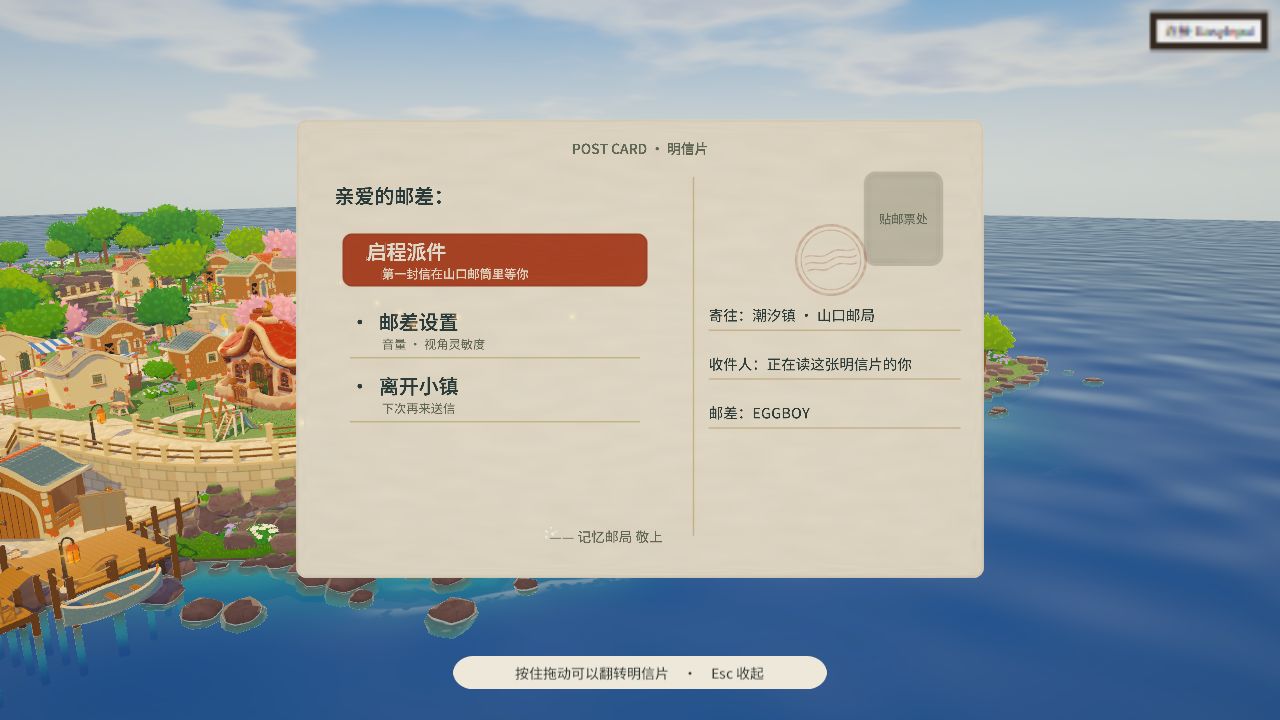 POST CARD · 明信片
亲爱的邮差：
启程派件
第一封信在山口邮筒里等你
· 邮差设置
音量 · 视角灵敏度
· 离开小镇
下次再来送信
—— 记忆邮局 敬上
贴邮票处
寄往：潮汐镇 · 山口邮局
收件人：正在读这张明信片的你
邮差：EGGBOY
按住拖动可以翻转明信片 · Esc 收起